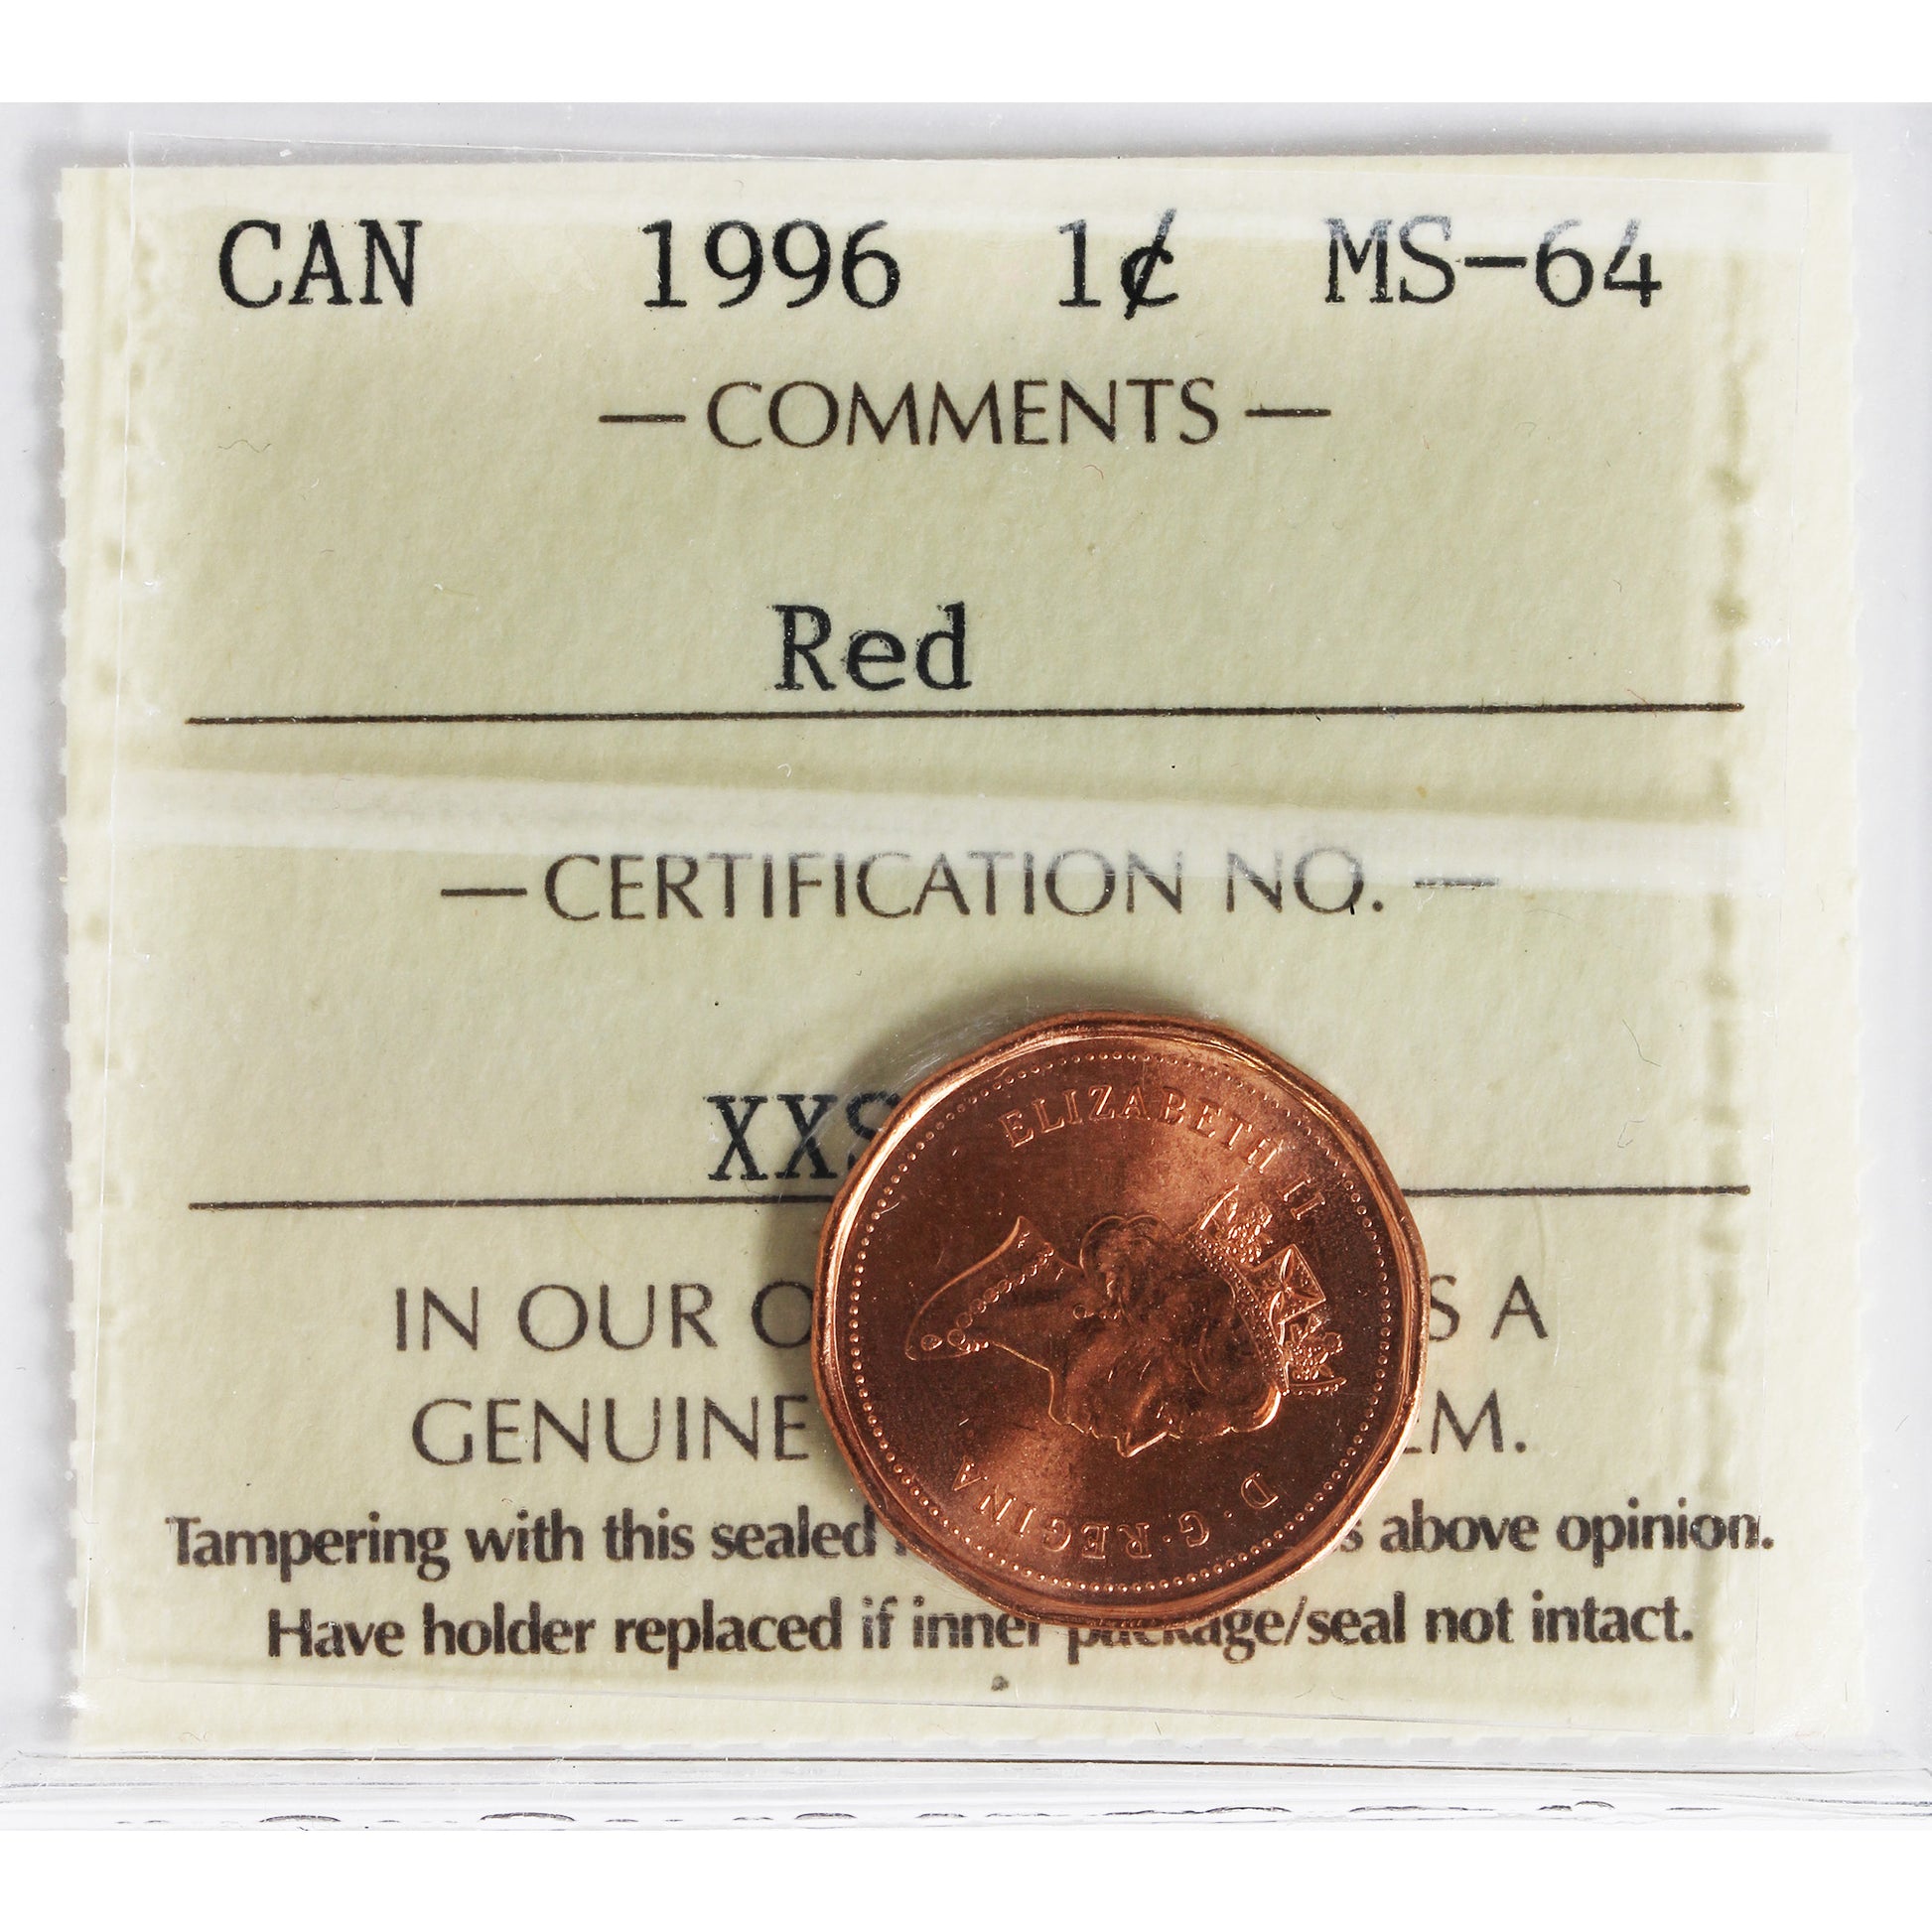 CAN 1996 1¢ MS-64
— COMMENTS —
Red
— CERTIFICATION NO. —
XXS
IN OUR O S A
GENUINE M.
Tampering with this sealed above opinion.
Have holder replaced if inner package/seal not intact.
ELIZABETH II
D·G·REGINA